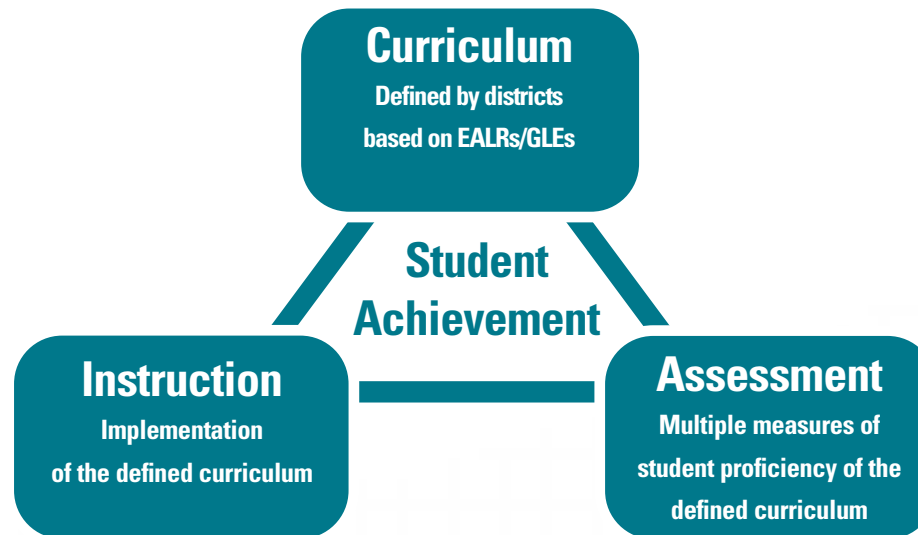 Curriculum
Defined by districts
based on EALRs/GLEs
Student
Achievement
Instruction
Implementation
of the defined curriculum
Assessment
Multiple measures of
student proficiency of the
defined curriculum